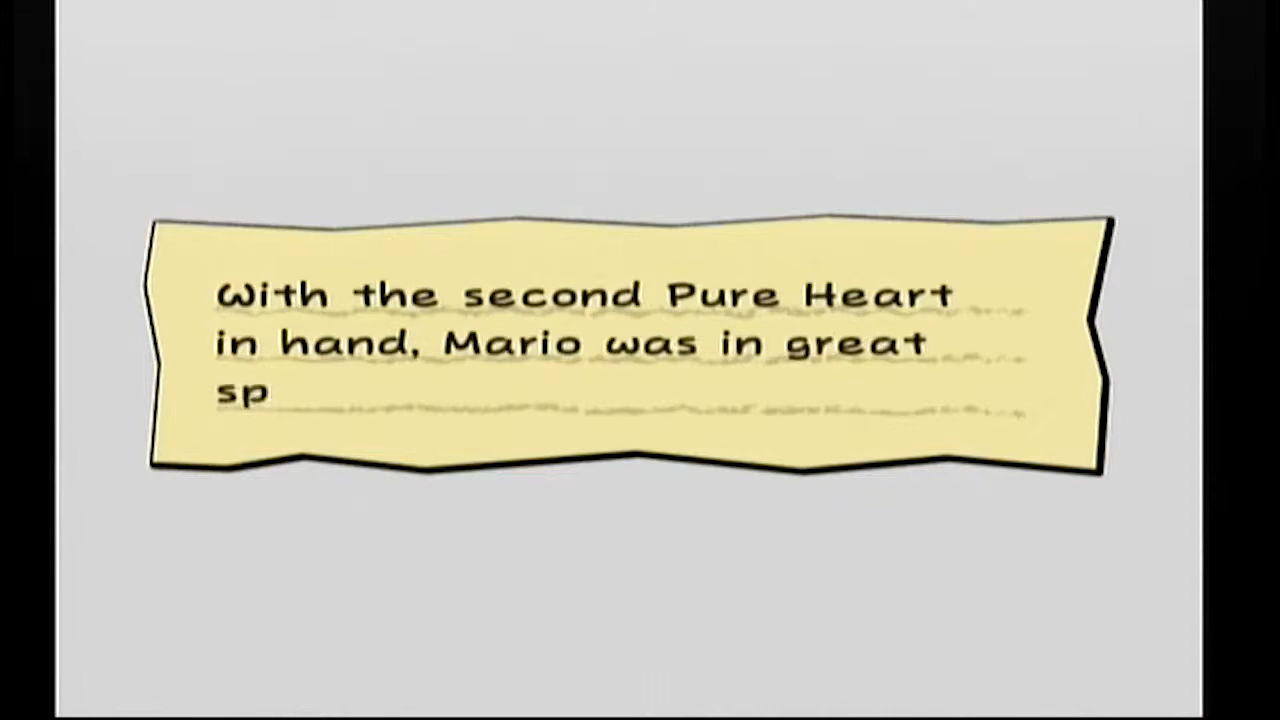 With the second Pure Heart
in hand, Mario was in great
sp